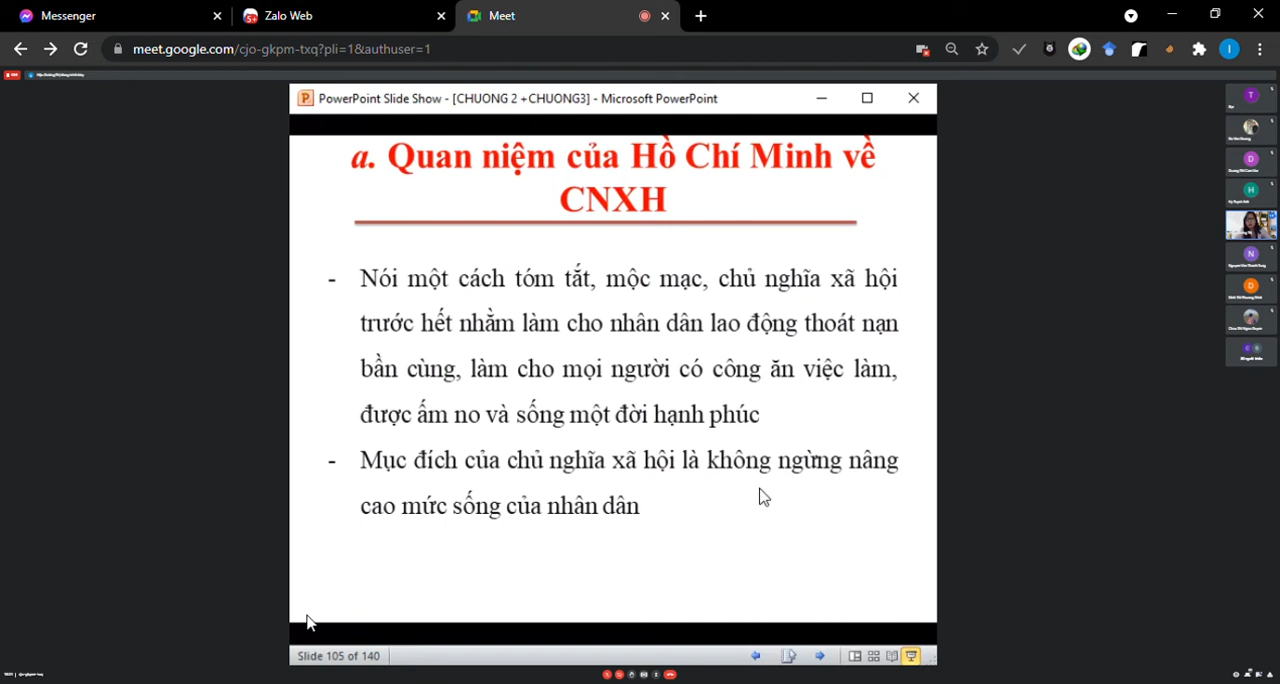 Messenger
Zalo Web
Meet
meet.google.com/cjo-gkpm-txq?pli=1&authuser=1
PowerPoint Slide Show - [CHUONG 2 +CHUONG3] - Microsoft PowerPoint
a. Quan niệm của Hồ Chí Minh về
CNXH
- Nói một cách tóm tắt, mộc mạc, chủ nghĩa xã hội
trước hết nhằm làm cho nhân dân lao động thoát nạn
bần cùng, làm cho mọi người có công ăn việc làm,
được ấm no và sống một đời hạnh phúc
- Mục đích của chủ nghĩa xã hội là không ngừng nâng
cao mức sống của nhân dân
Slide 105 of 140
T
D
H
N
D
I